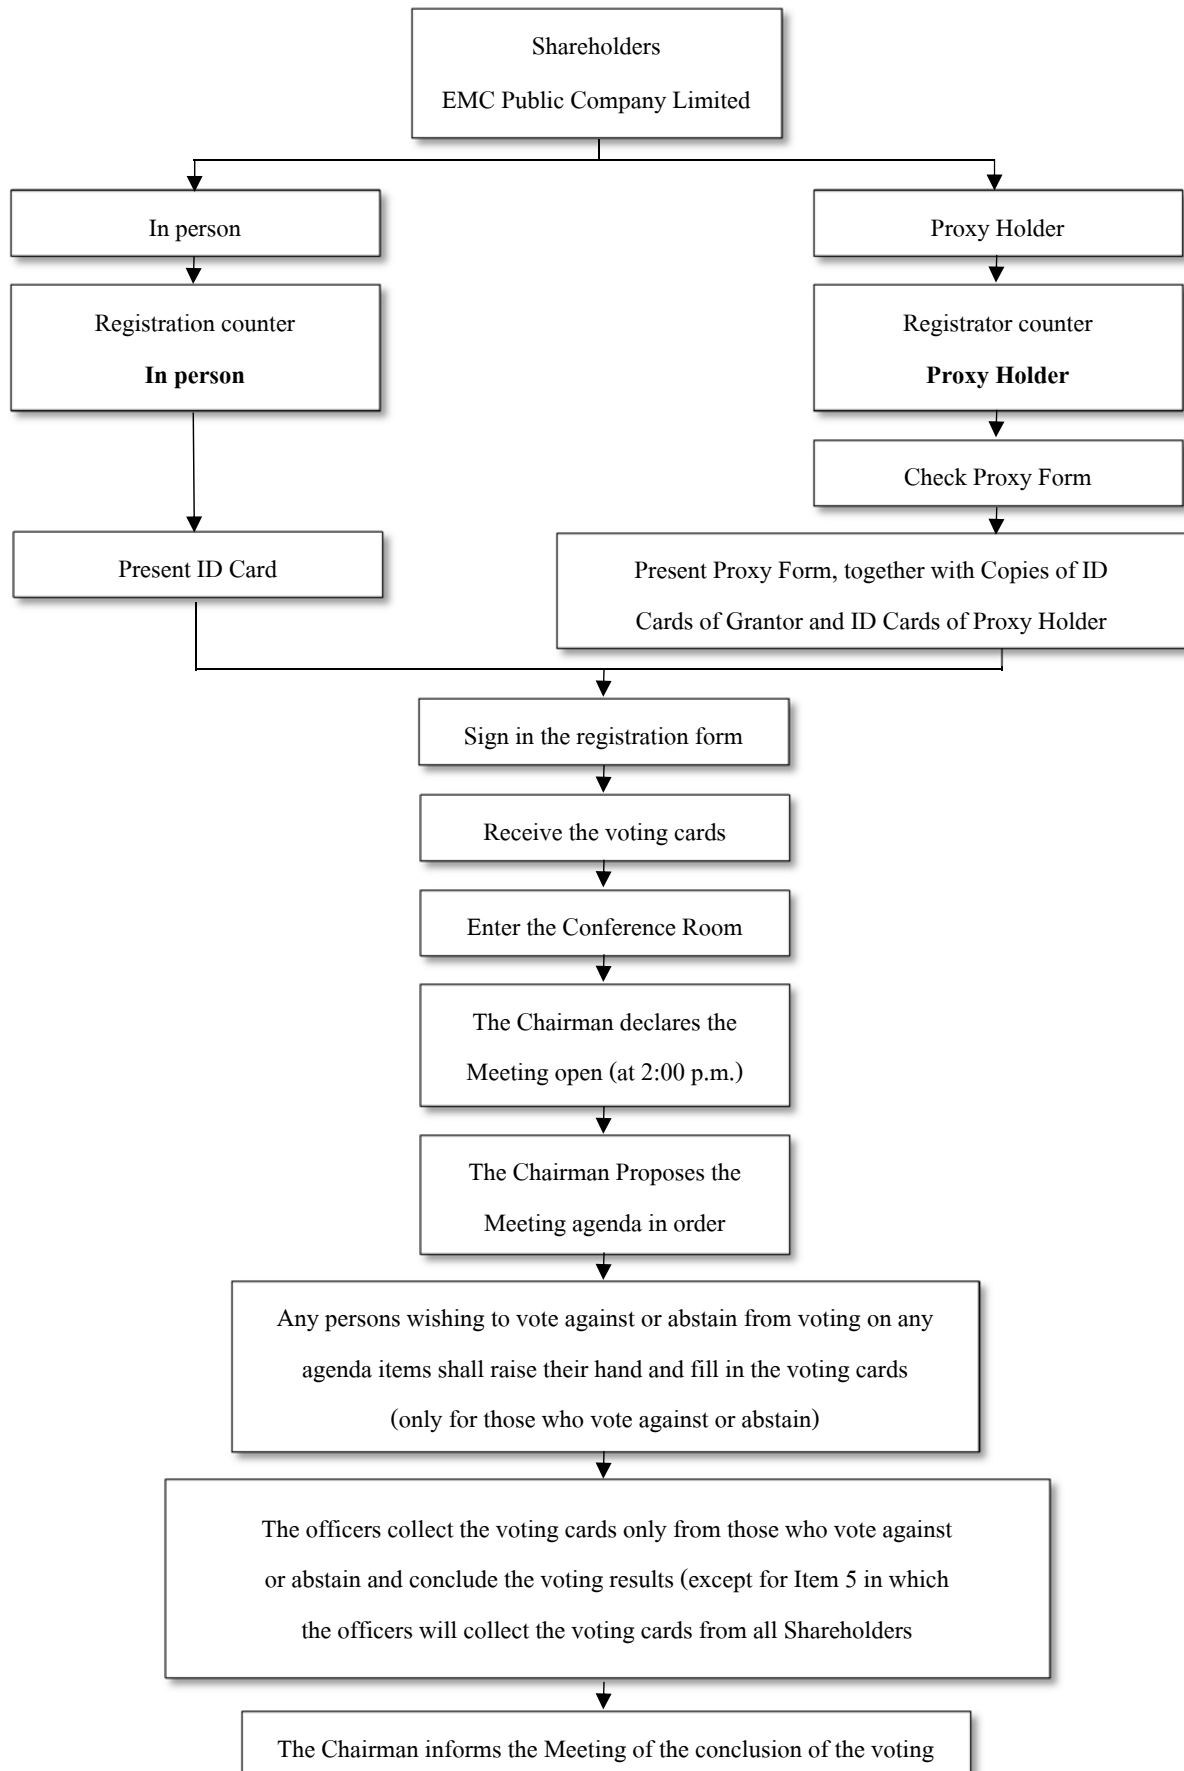 Shareholders
EMC Public Company Limited
In person
Proxy Holder
Registration counter
In person
Registrator counter
Proxy Holder
Check Proxy Form
Present ID Card
Present Proxy Form, together with Copies of ID
Cards of Grantor and ID Cards of Proxy Holder
Sign in the registration form
Receive the voting cards
Enter the Conference Room
The Chairman declares the
Meeting open (at 2:00 p.m.)
The Chairman Proposes the
Meeting agenda in order
Any persons wishing to vote against or abstain from voting on any
agenda items shall raise their hand and fill in the voting cards
(only for those who vote against or abstain)
The officers collect the voting cards only from those who vote against
or abstain and conclude the voting results (except for Item 5 in which
the officers will collect the voting cards from all Shareholders
The Chairman informs the Meeting of the conclusion of the voting